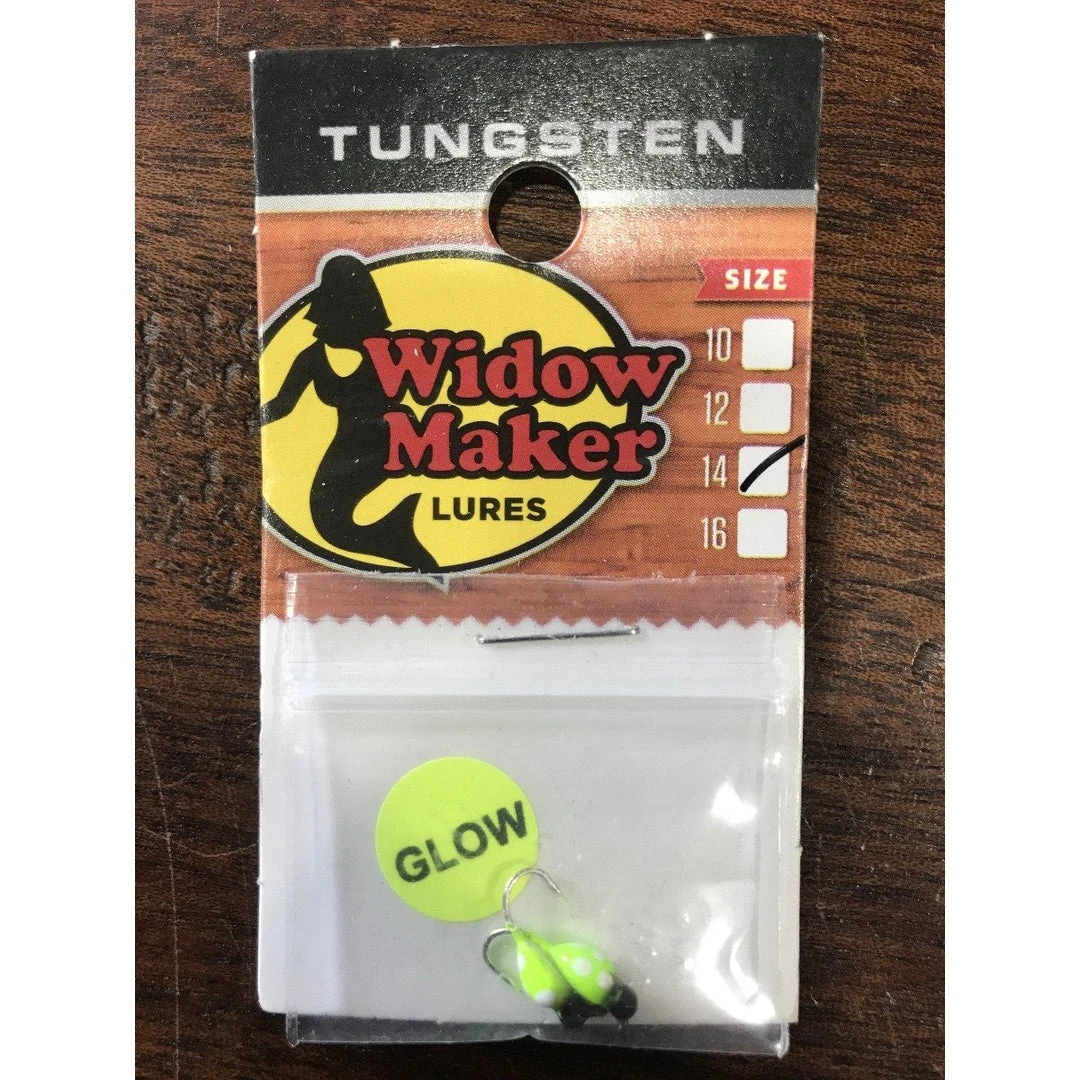 TUNGSTEN
Widow
Maker
LURES
SIZE
10
12
14
16
GLOW